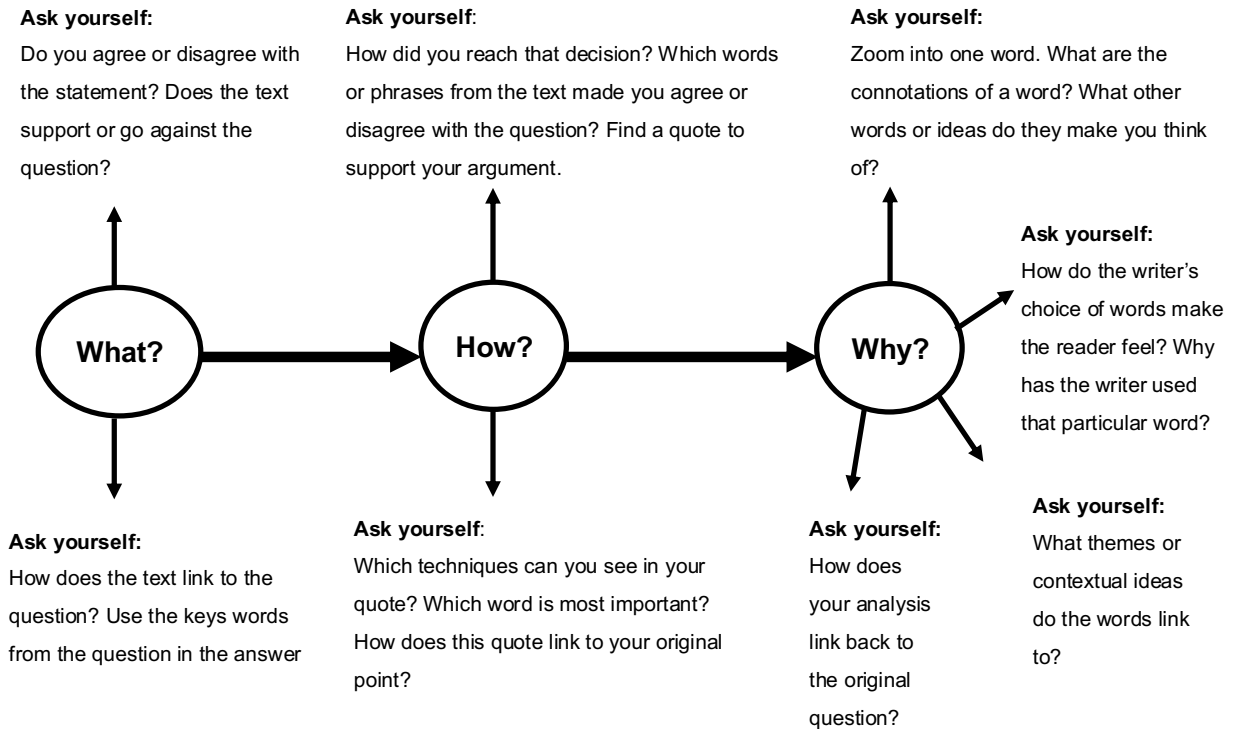 Ask yourself:
Do you agree or disagree with
the statement? Does the text
support or go against the
question?
Ask yourself:
How did you reach that decision? Which words
or phrases from the text made you agree or
disagree with the question? Find a quote to
support your argument.
Ask yourself:
Zoom into one word. What are the
connotations of a word? What other
words or ideas do they make you think
of?
Ask yourself:
How do the writer’s
choice of words make
the reader feel? Why
has the writer used
that particular word?
What?
How?
Why?
Ask yourself:
How does the text link to the
question? Use the keys words
from the question in the answer
Ask yourself:
Which techniques can you see in your
quote? Which word is most important?
How does this quote link to your original
point?
Ask yourself:
How does
your analysis
link back to
the original
question?
Ask yourself:
What themes or
contextual ideas
do the words link
to?